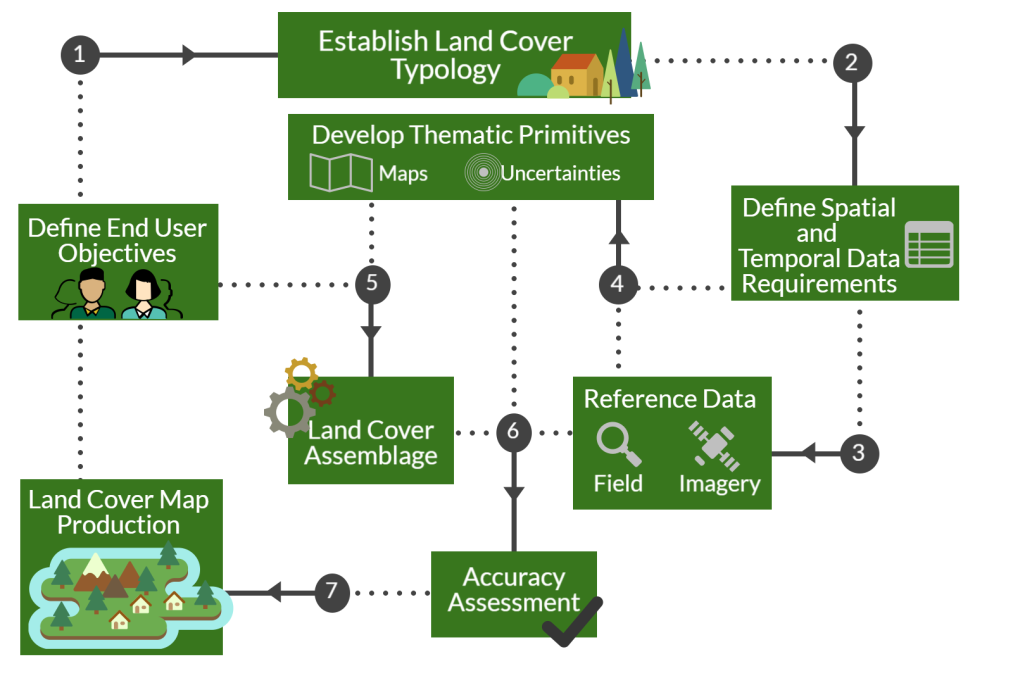 1
Establish Land Cover
Typology
2
Develop Thematic Primitives
Maps
Uncertainties
Define End User
Objectives
Define Spatial
and
Temporal Data
Requirements
5
4
Land Cover
Assemblage
6
Reference Data
Field
Imagery
3
Land Cover Map
Production
Accuracy
Assessment
7